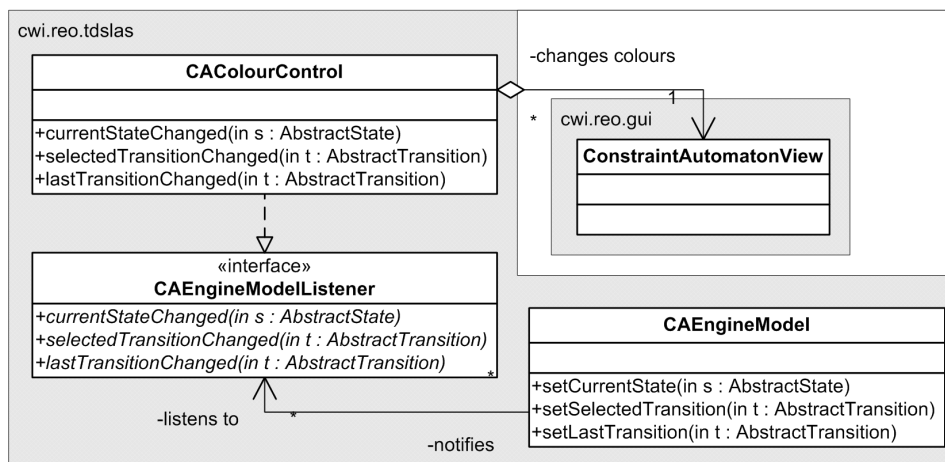 cwi.reo.tdslas
CAColourControl
+currentStateChanged(in s : AbstractState)
+selectedTransitionChanged(in t : AbstractTransition)
+lastTransitionChanged(in t : AbstractTransition)
-changes colours
1
*
cwi.reo.gui
ConstraintAutomatonView
«interface»
CAEngineModelListener
+currentStateChanged(in s : AbstractState)
+selectedTransitionChanged(in t : AbstractTransition)
+lastTransitionChanged(in t : AbstractTransition)
*
CAEngineModel
+setCurrentState(in s : AbstractState)
+setSelectedTransition(in t : AbstractTransition)
+setLastTransition(in t : AbstractTransition)
-listens to
*
-notifies